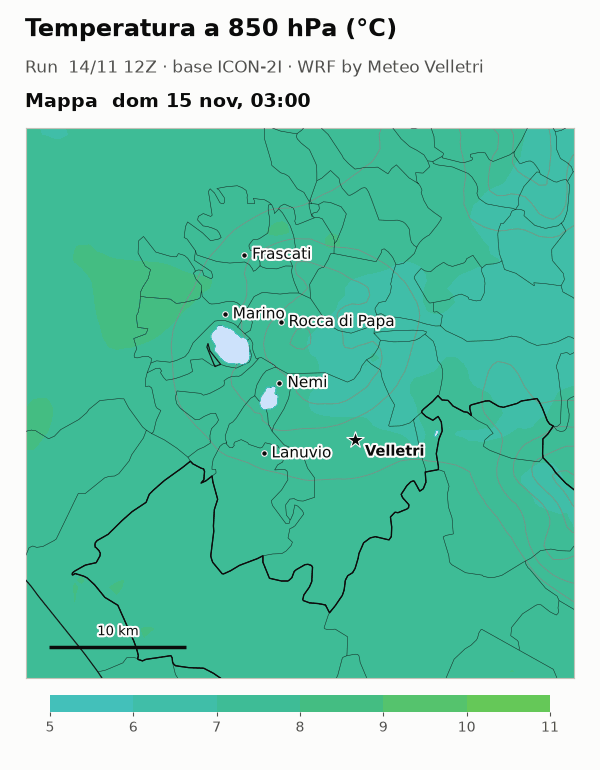 Temperatura a 850 hPa (°C)
Run  14/11 12Z · base ICON-2I · WRF by Meteo Velletri
Mappa  dom 15 nov, 03:00
Frascati
Marino
Rocca di Papa
Nemi
Velletri
Lanuvio
10 km
5 6 7 8 9 10 11